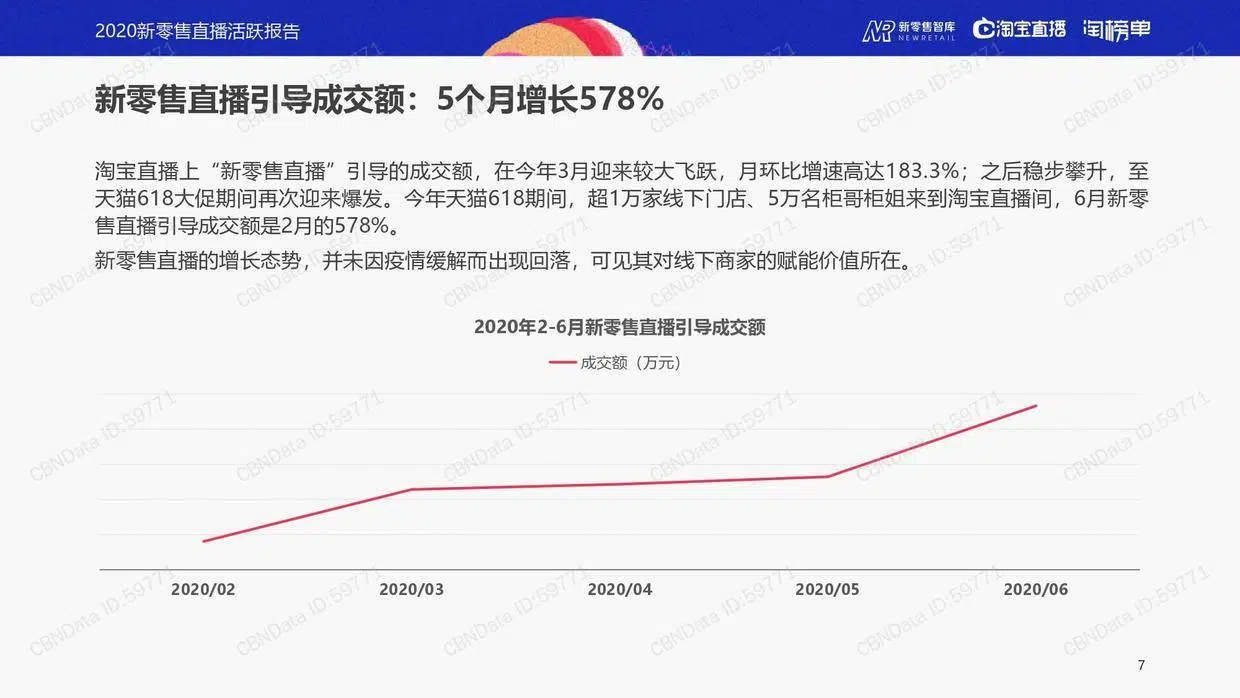 2020新零售直播活跃报告
新零售智库
NEWRETAIL
淘宝直播
淘榜单
新零售直播引导成交额：5个月增长578%
淘宝直播上“新零售直播”引导的成交额，在今年3月迎来较大飞跃，月环比增速高达183.3%；之后稳步攀升，至
天猫618大促期间再次迎来爆发。今年天猫618期间，超1万家线下门店、5万名柜哥柜姐来到淘宝直播间，6月新零
售直播引导成交额是2月的578%。
新零售直播的增长态势，并未因疫情缓解而出现回落，可见其对线下商家的赋能价值所在。
2020年2-6月新零售直播引导成交额
成交额（万元）
2020/02 2020/03 2020/04 2020/05 2020/06
7
CBNData ID:59771